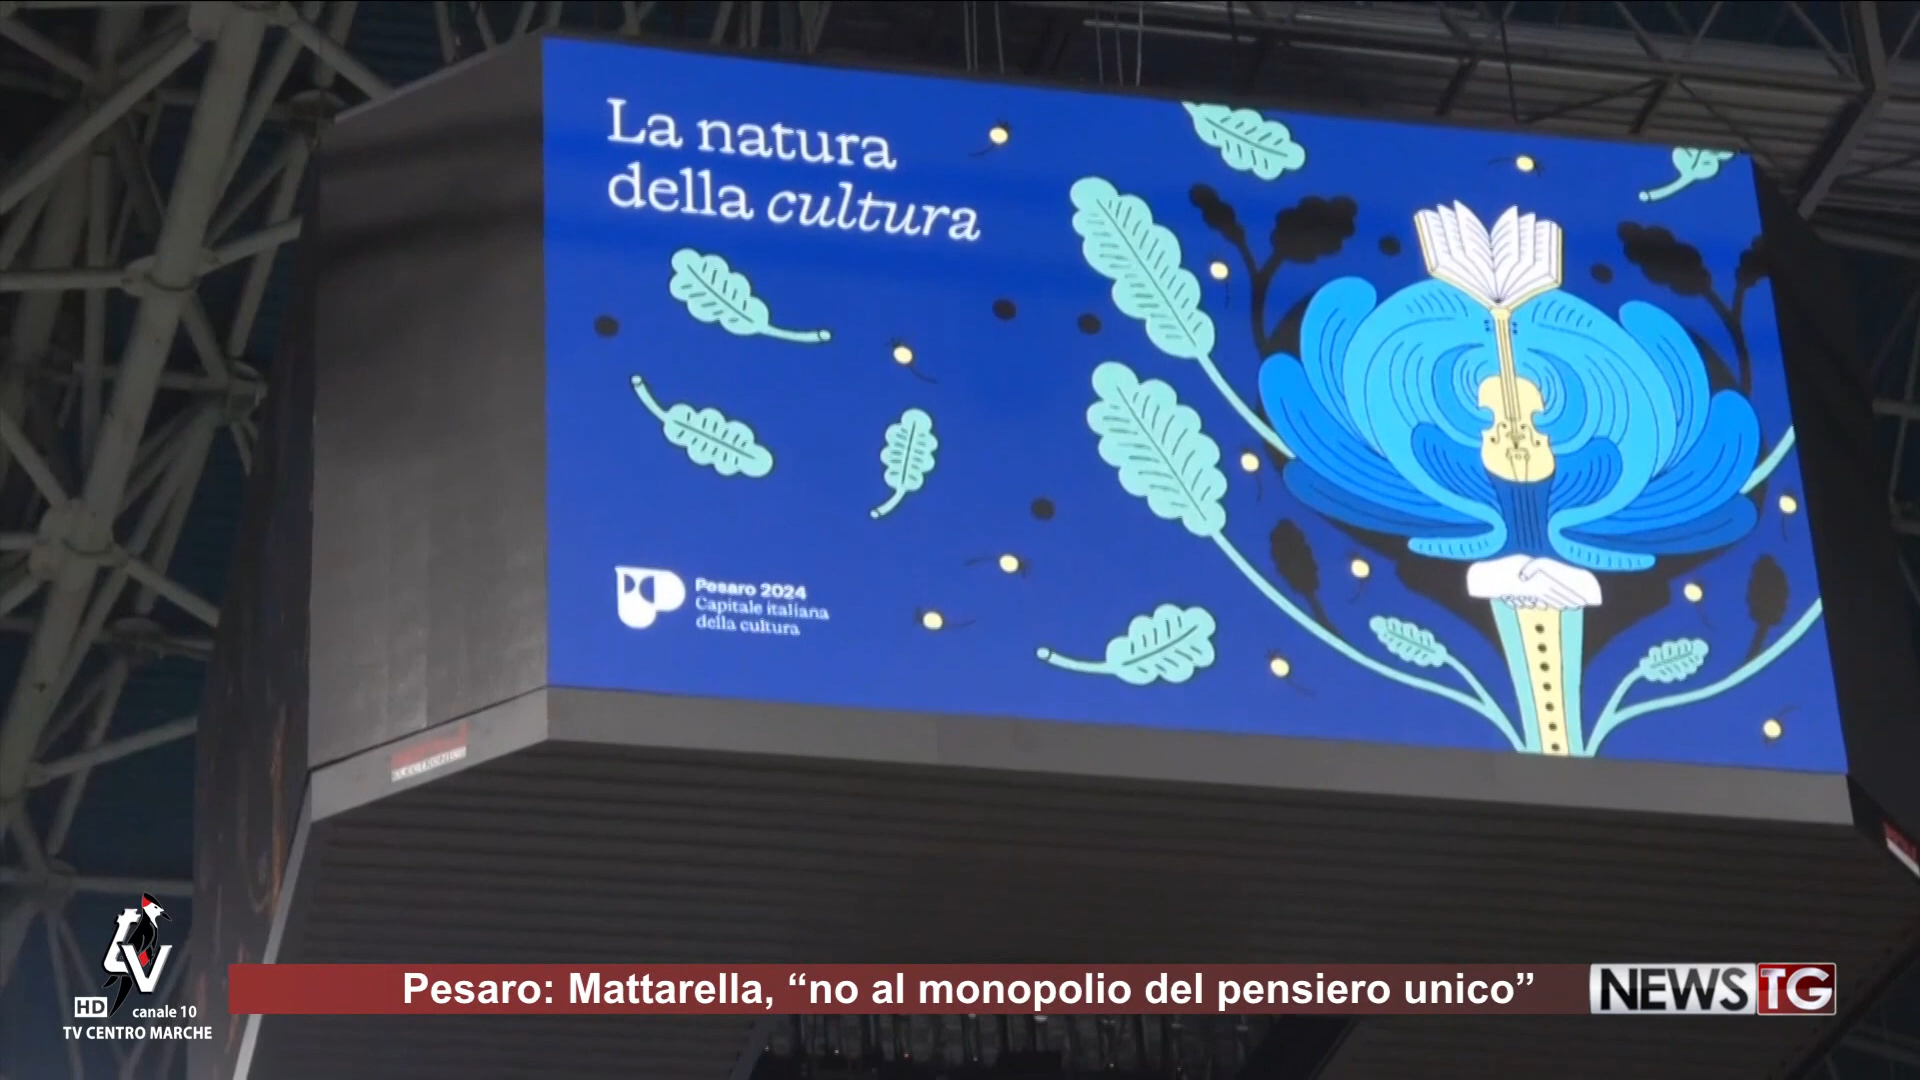 La natura
della cultura
Pesaro 2024
Capitale italiana
della cultura
HD canale 10
TV CENTRO MARCHE
Pesaro: Mattarella, “no al monopolio del pensiero unico”
NEWS TG